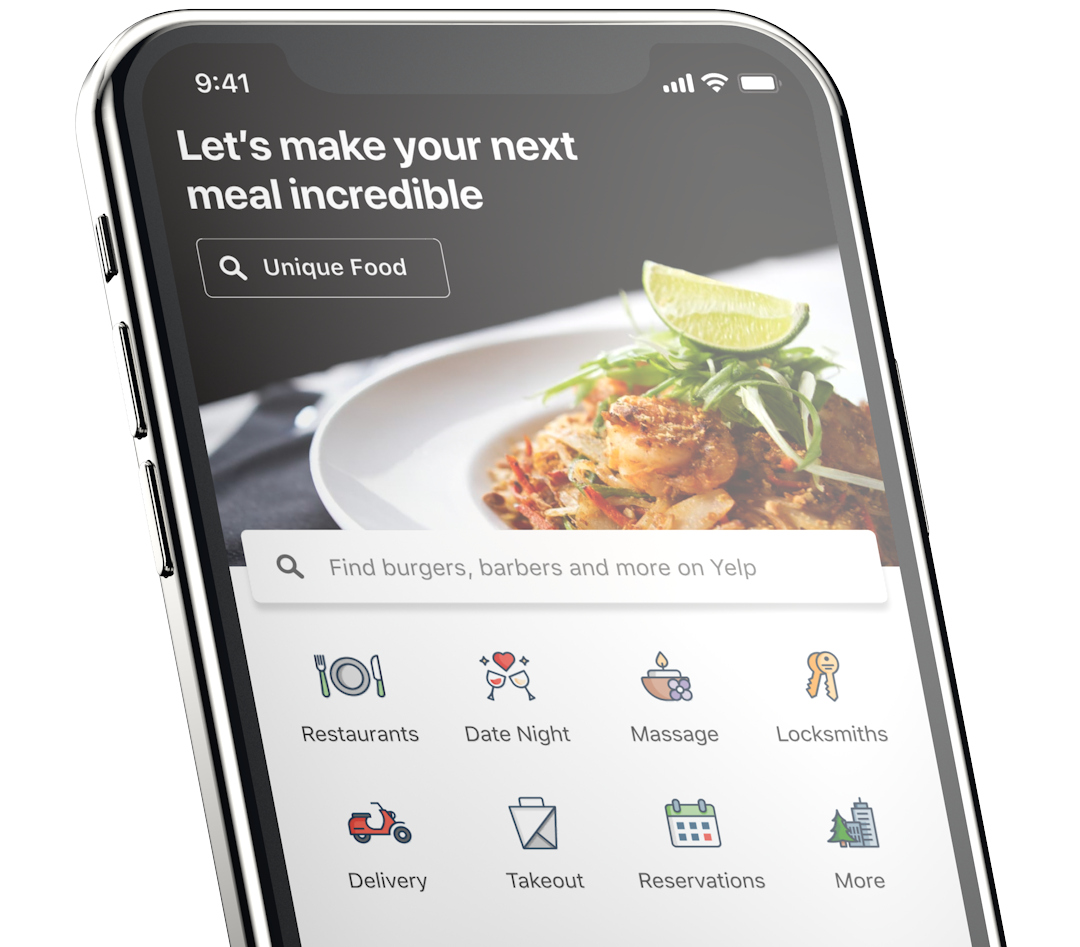 9:41
Let's make your next
meal incredible
Unique Food
Find burgers, barbers and more on Yelp
Restaurants
Date Night
Massage
Locksmiths
Delivery
Takeout
Reservations
More